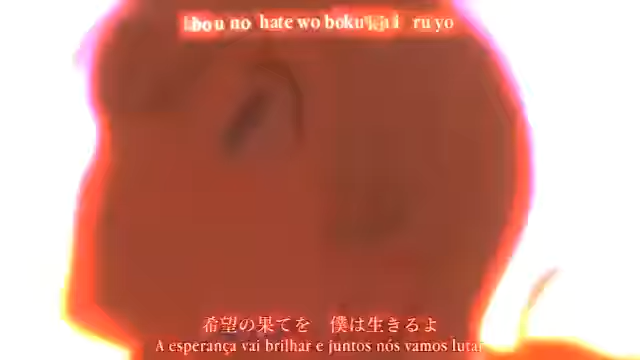 bou no hate wo boku ru yo
希望の果てを 僕は生きるよ
A esperança vai brilhar e juntos nós vamos lutar